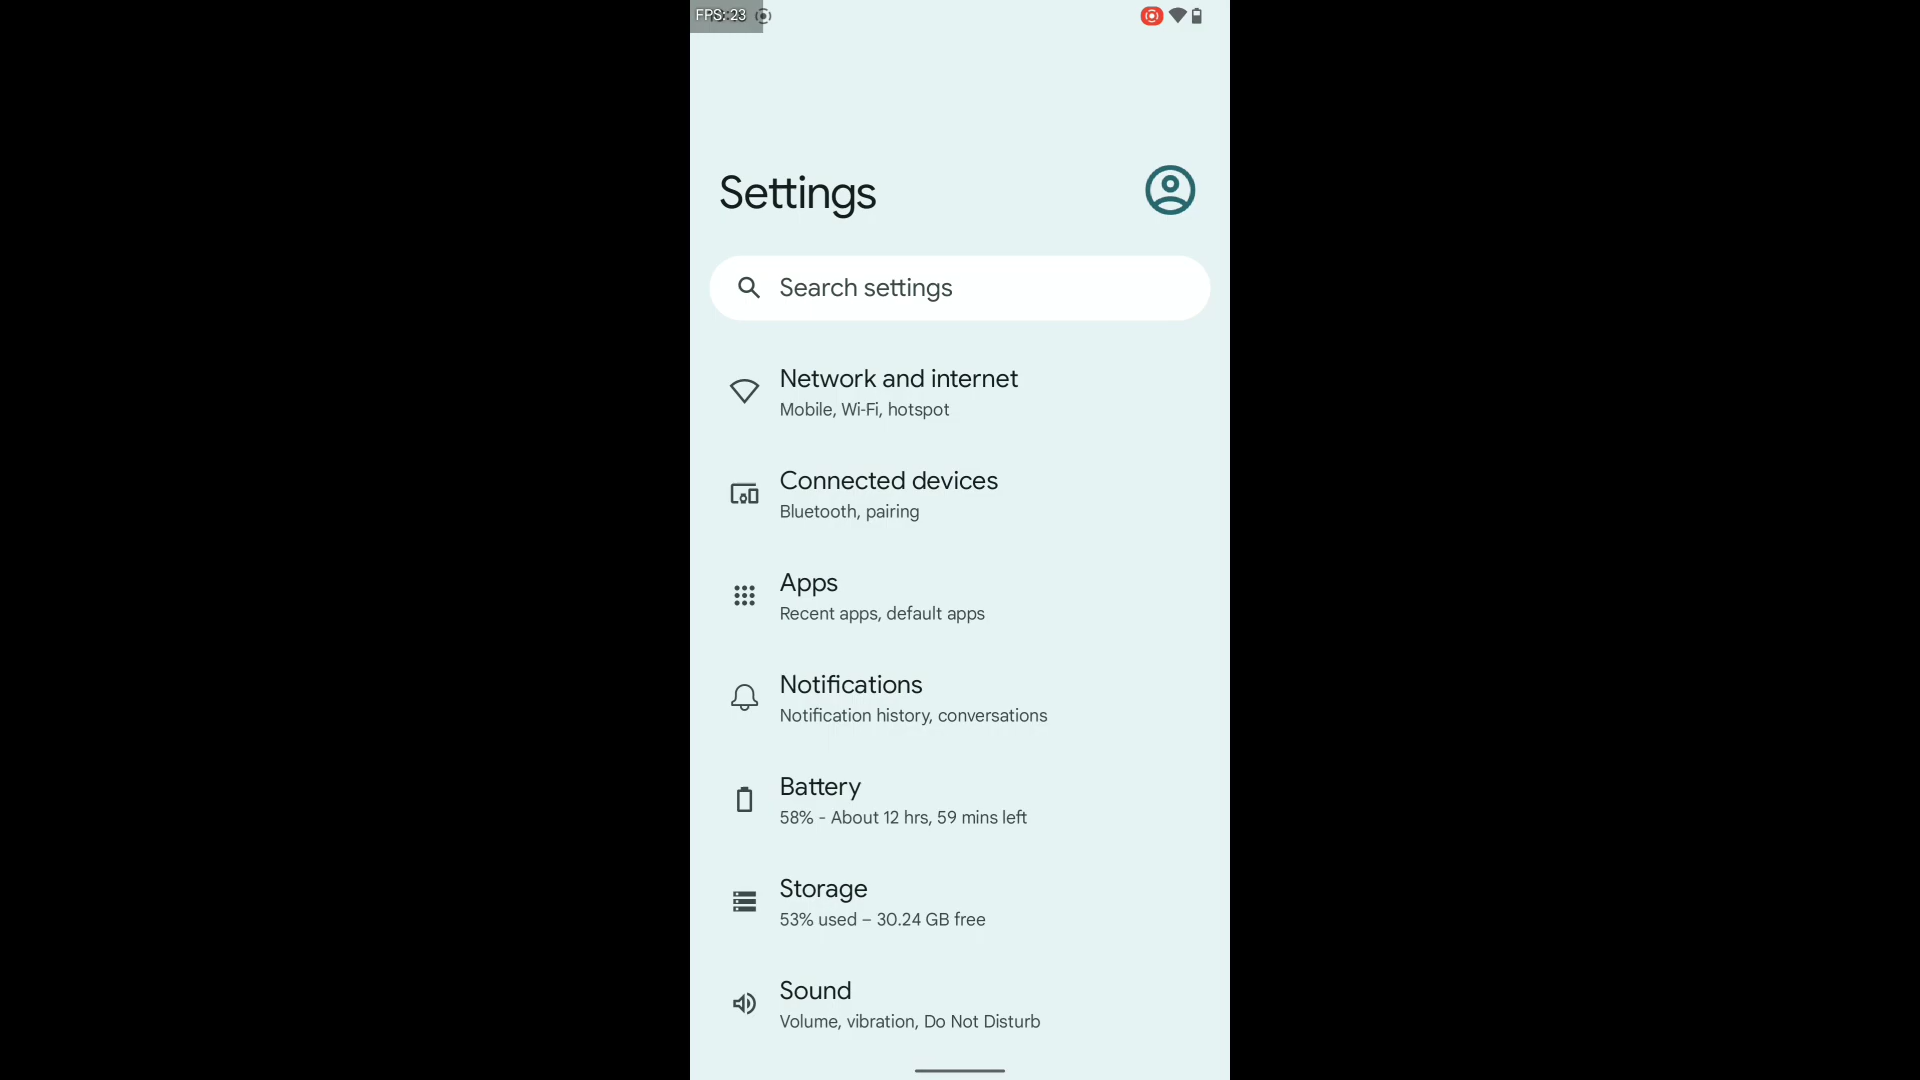 FPS: 23
Settings
Search settings
Network and internet
Mobile, Wi-Fi, hotspot
Connected devices
Bluetooth, pairing
Apps
Recent apps, default apps
Notifications
Notification history, conversations
Battery
58% - About 12 hrs, 59 mins left
Storage
53% used – 30.24 GB free
Sound
Volume, vibration, Do Not Disturb